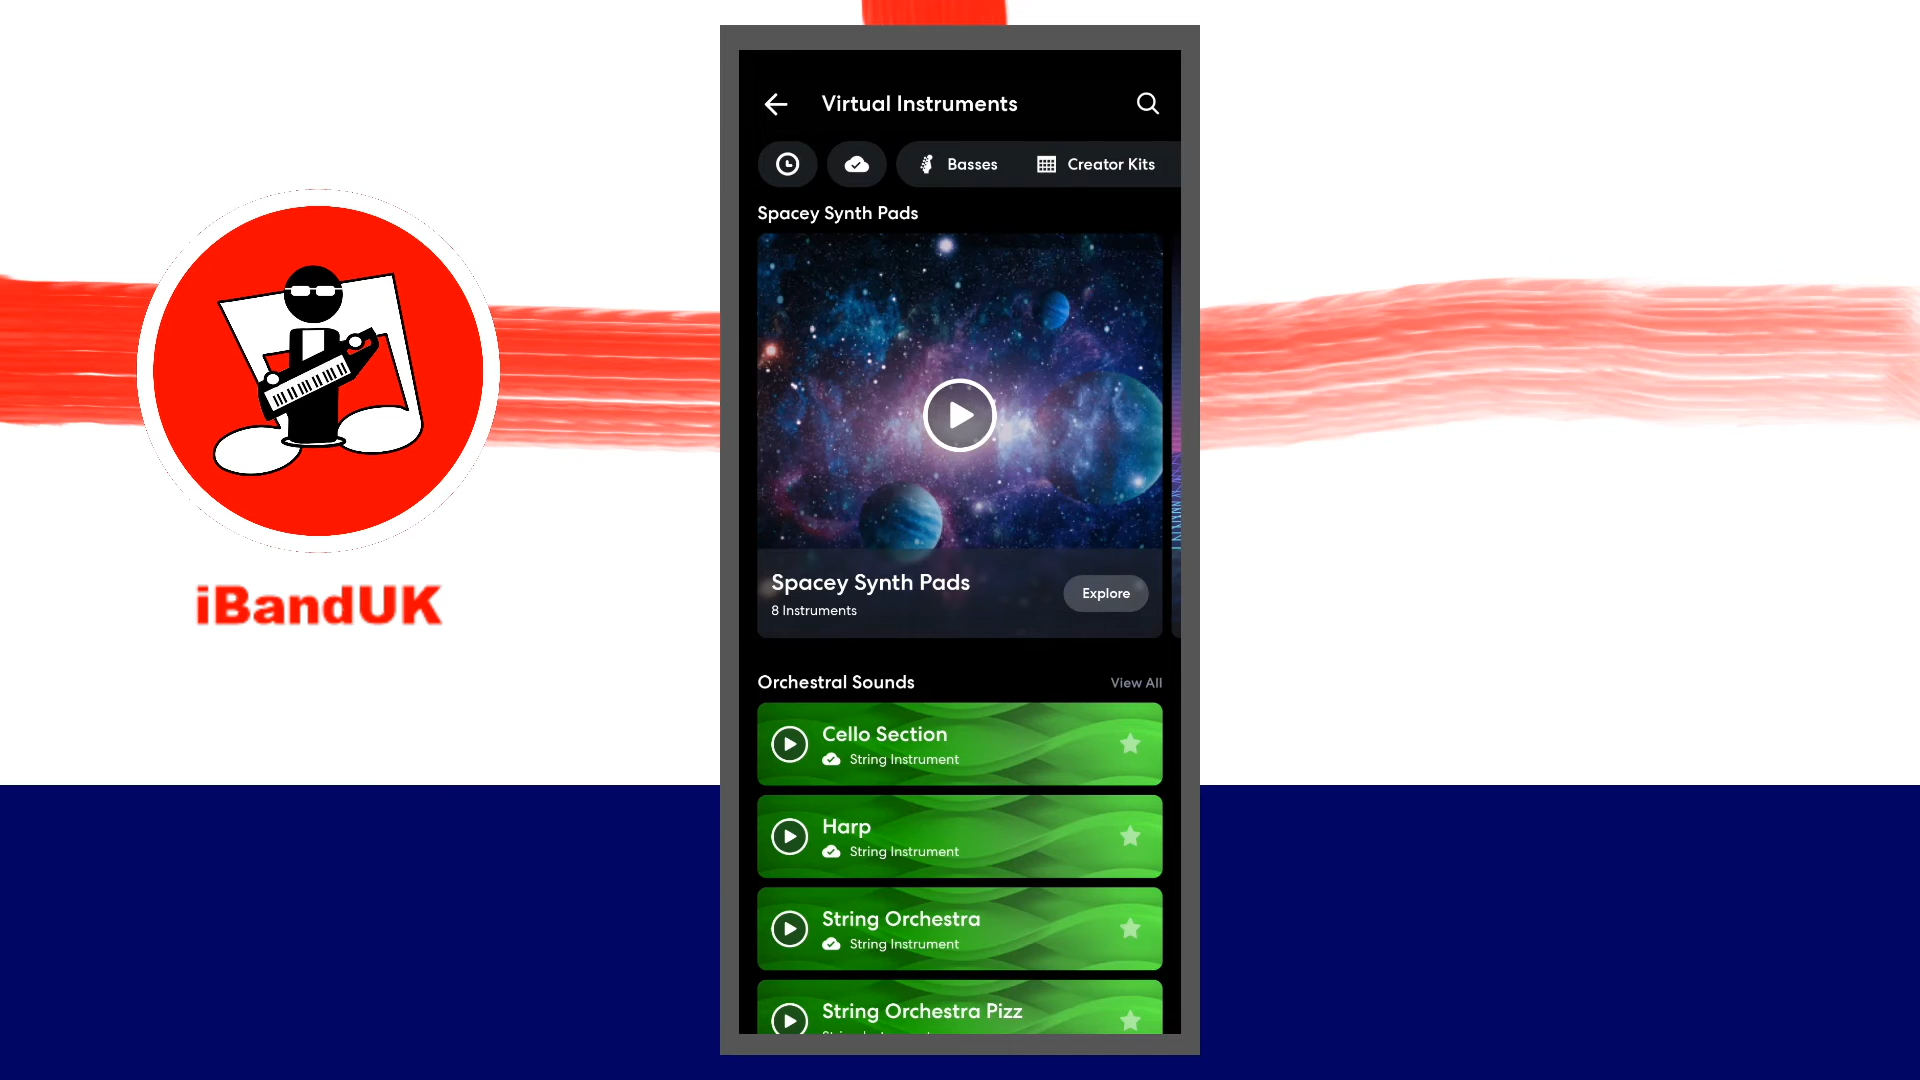 Virtual Instruments
Basses
Creator Kits
Spacey Synth Pads
Spacey Synth Pads
8 Instruments
Explore
Orchestral Sounds
View All
Cello Section
String Instrument
Harp
String Instrument
String Orchestra
String Instrument
String Orchestra Pizz
iBandUK